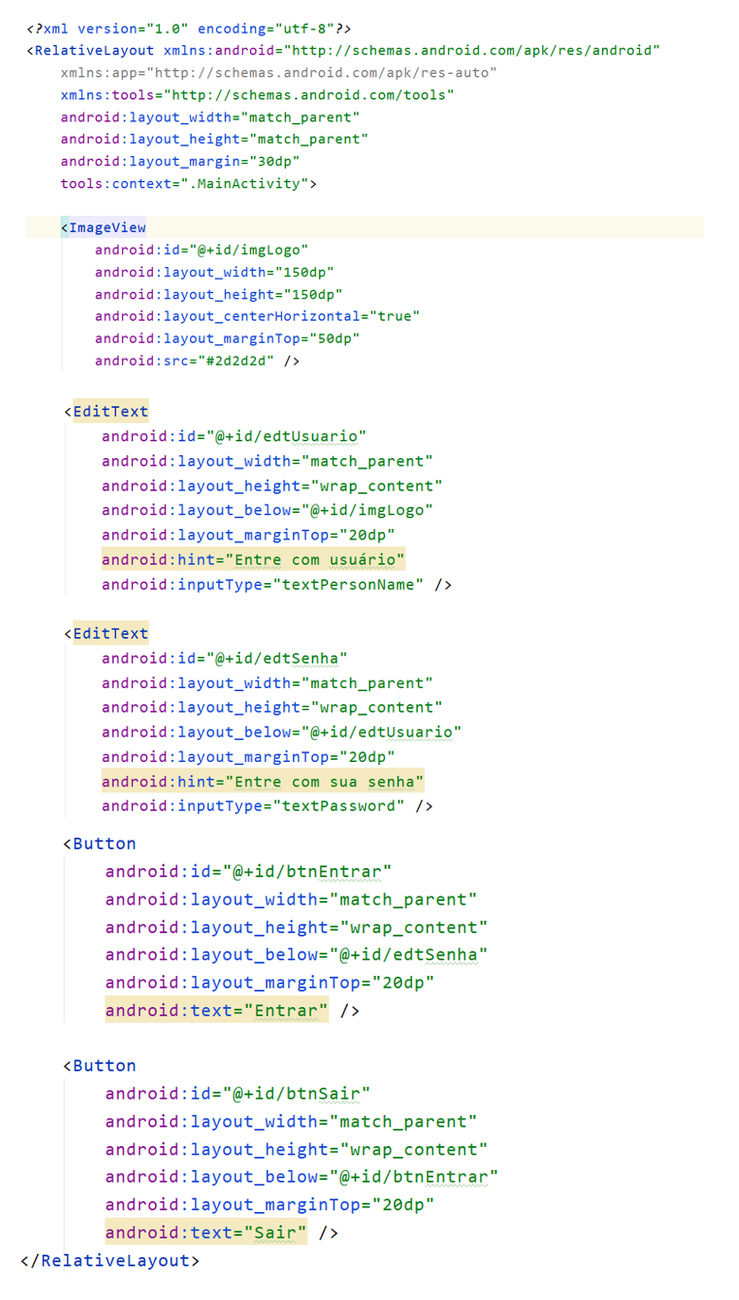 <?xml version="1.0" encoding="utf-8"?>
<RelativeLayout xmlns:android="http://schemas.android.com/apk/res/android"
    xmlns:app="http://schemas.android.com/apk/res-auto"
    xmlns:tools="http://schemas.android.com/tools"
    android:layout_width="match_parent"
    android:layout_height="match_parent"
    android:layout_margin="30dp"
    tools:context=".MainActivity">

    <ImageView
        android:id="@+id/imgLogo"
        android:layout_width="150dp"
        android:layout_height="150dp"
        android:layout_centerHorizontal="true"
        android:layout_marginTop="50dp"
        android:src="#2d2d2d" />

    <EditText
        android:id="@+id/edtUsuario"
        android:layout_width="match_parent"
        android:layout_height="wrap_content"
        android:layout_below="@+id/imgLogo"
        android:layout_marginTop="20dp"
        android:hint="Entre com usuário"
        android:inputType="textPersonName" />

    <EditText
        android:id="@+id/edtSenha"
        android:layout_width="match_parent"
        android:layout_height="wrap_content"
        android:layout_below="@+id/edtUsuario"
        android:layout_marginTop="20dp"
        android:hint="Entre com sua senha"
        android:inputType="textPassword" />
    <Button
        android:id="@+id/btnEntrar"
        android:layout_width="match_parent"
        android:layout_height="wrap_content"
        android:layout_below="@+id/edtSenha"
        android:layout_marginTop="20dp"
        android:text="Entrar" />

    <Button
        android:id="@+id/btnSair"
        android:layout_width="match_parent"
        android:layout_height="wrap_content"
        android:layout_below="@+id/btnEntrar"
        android:layout_marginTop="20dp"
        android:text="Sair" />
</RelativeLayout>